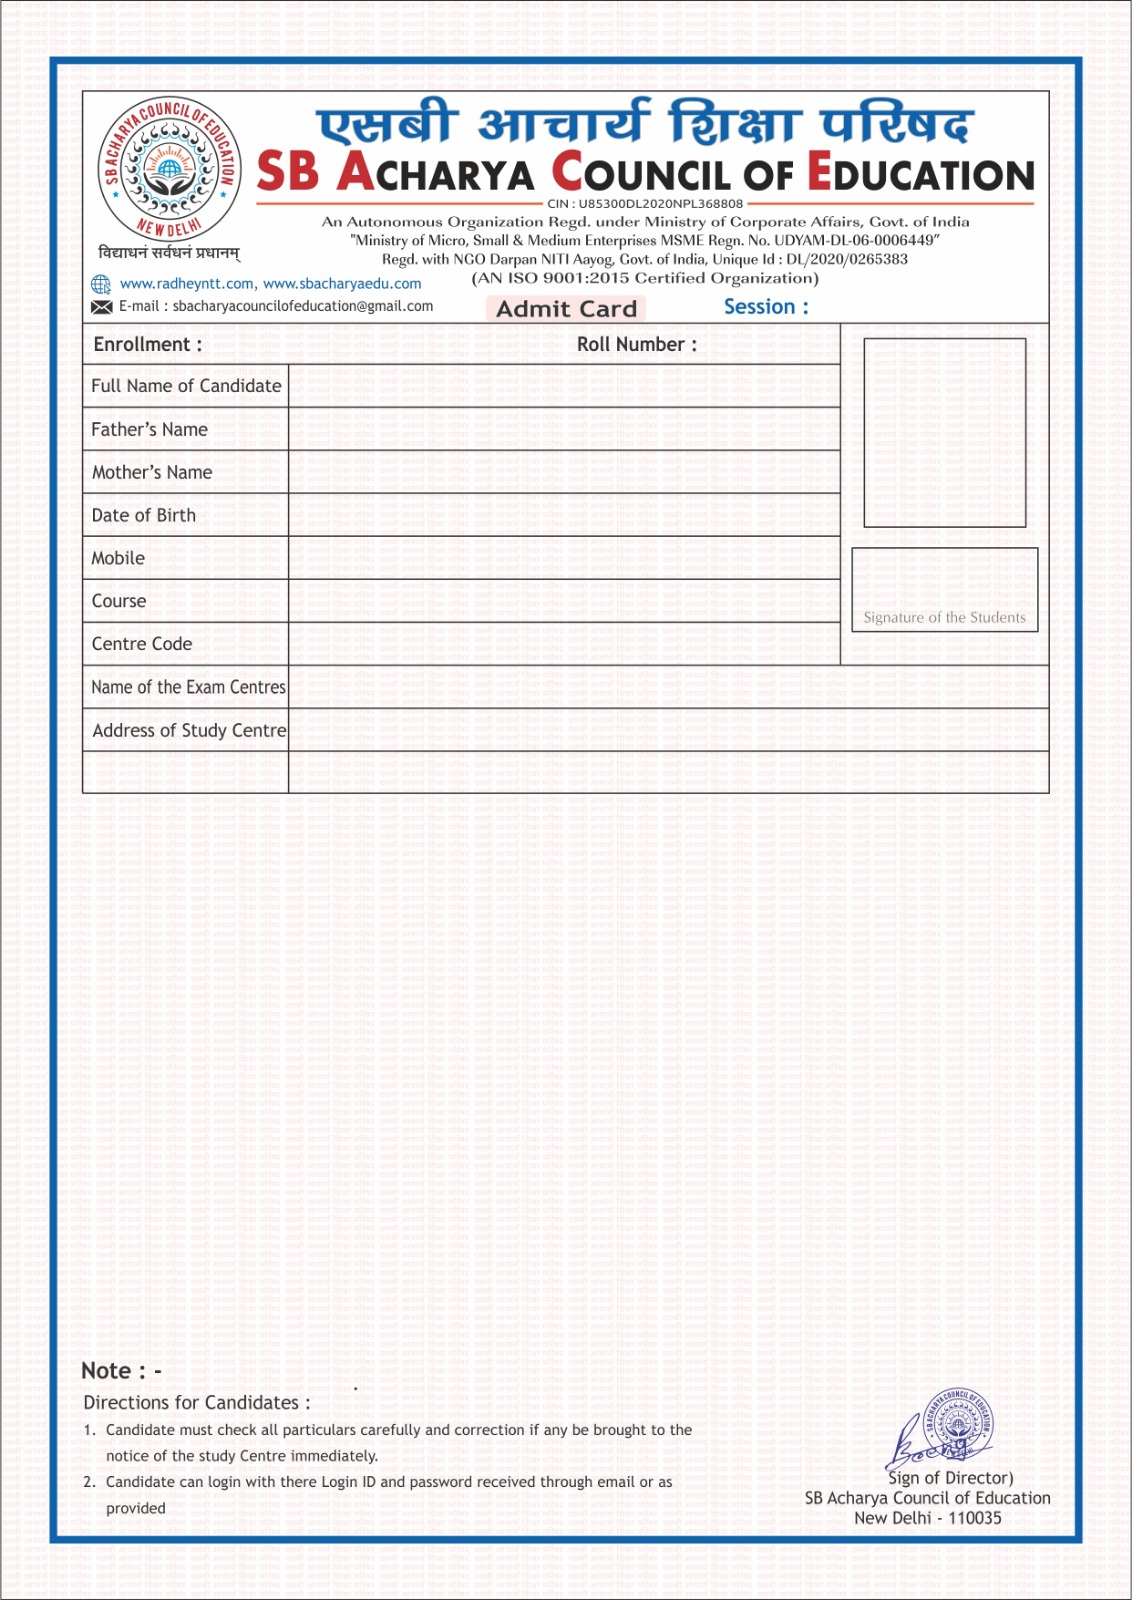 एसबी आचार्य शिक्षा परिषद
SB ACHARYA COUNCIL OF EDUCATION
SB ACHARYA COUNCIL OF EDUCATION
NEW DELHI
विद्याधनं सर्वधनं प्रधानम्
CIN : U85300DL2020NPL368808
An Autonomous Organization Regd. under Ministry of Corporate Affairs, Govt. of India
"Ministry of Micro, Small & Medium Enterprises MSME Regn. No. UDYAM-DL-06-0006449”
Regd. with NGO Darpan NITI Aayog, Govt. of India, Unique Id : DL/2020/0265383
(AN ISO 9001:2015 Certified Organization)
www.radheyntt.com, www.sbacharyaedu.com
E-mail : sbacharyacouncilofeducation@gmail.com
Admit Card Session :
Enrollment : Roll Number :
Full Name of Candidate
Father’s Name
Mother’s Name
Date of Birth
Mobile
Course
Centre Code
Signature of the Students
Name of the Exam Centres
Address of Study Centre
Note : -
Directions for Candidates :
1. Candidate must check all particulars carefully and correction if any be brought to the
notice of the study Centre immediately.
2. Candidate can login with there Login ID and password received through email or as
provided
SB ACHARYA COUNCIL OF EDUCATION
Sign of Director)
SB Acharya Council of Education
New Delhi - 110035